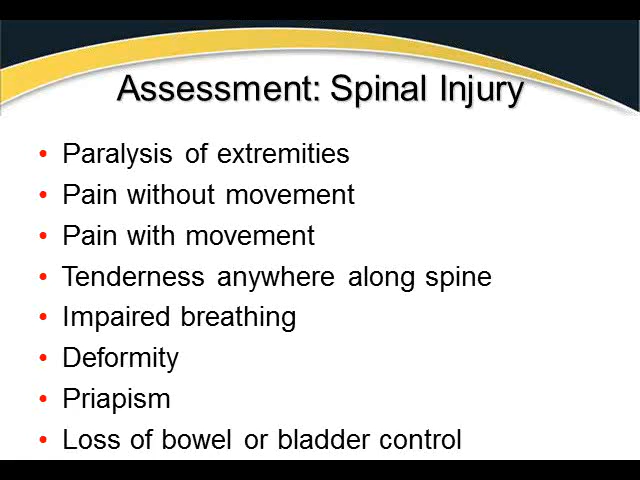 Assessment: Spinal Injury
• Paralysis of extremities
• Pain without movement
• Pain with movement
• Tenderness anywhere along spine
• Impaired breathing
• Deformity
• Priapism
• Loss of bowel or bladder control